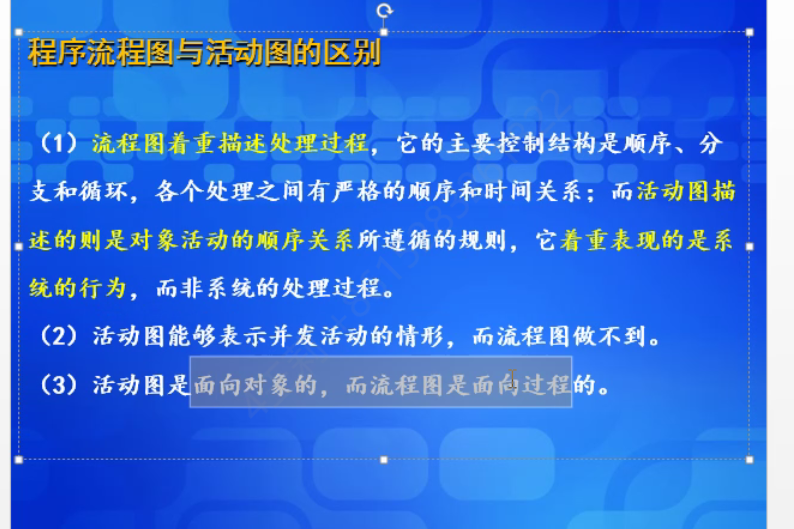 程序流程图与活动图的区别
（1）流程图着重描述处理过程，它的主要控制结构是顺序、分
支和循环，各个处理之间有严格的顺序和时间关系；而活动图描
述的则是对象活动的顺序关系所遵循的规则，它着重表现的是系
统的行为，而非系统的处理过程。
（2）活动图能够表示并发活动的情形，而流程图做不到。
（3）活动图是面向对象的，而流程图是面向过程的。